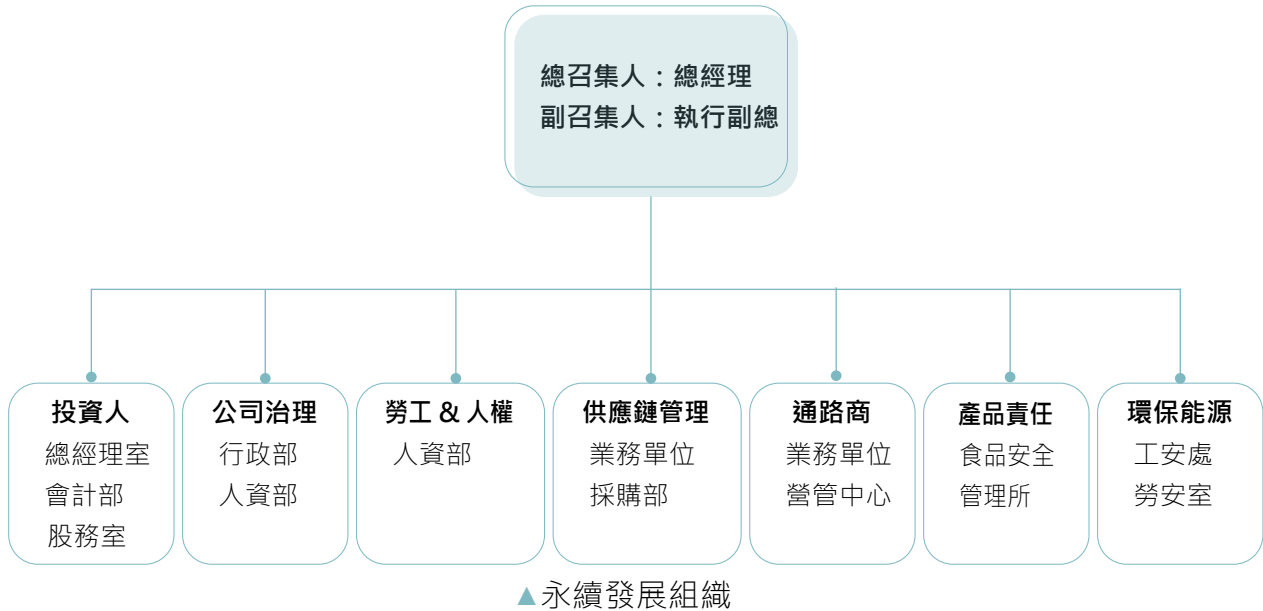 總召集人：總經理
副召集人：執行副總
投資人
總經理室
會計部
股務室
公司治理
行政部
人資部
勞工 & 人權
人資部
供應鏈管理
業務單位
採購部
通路商
業務單位
營管中心
產品責任
食品安全
管理所
環保能源
工安處
勞安室
▲永續發展組織